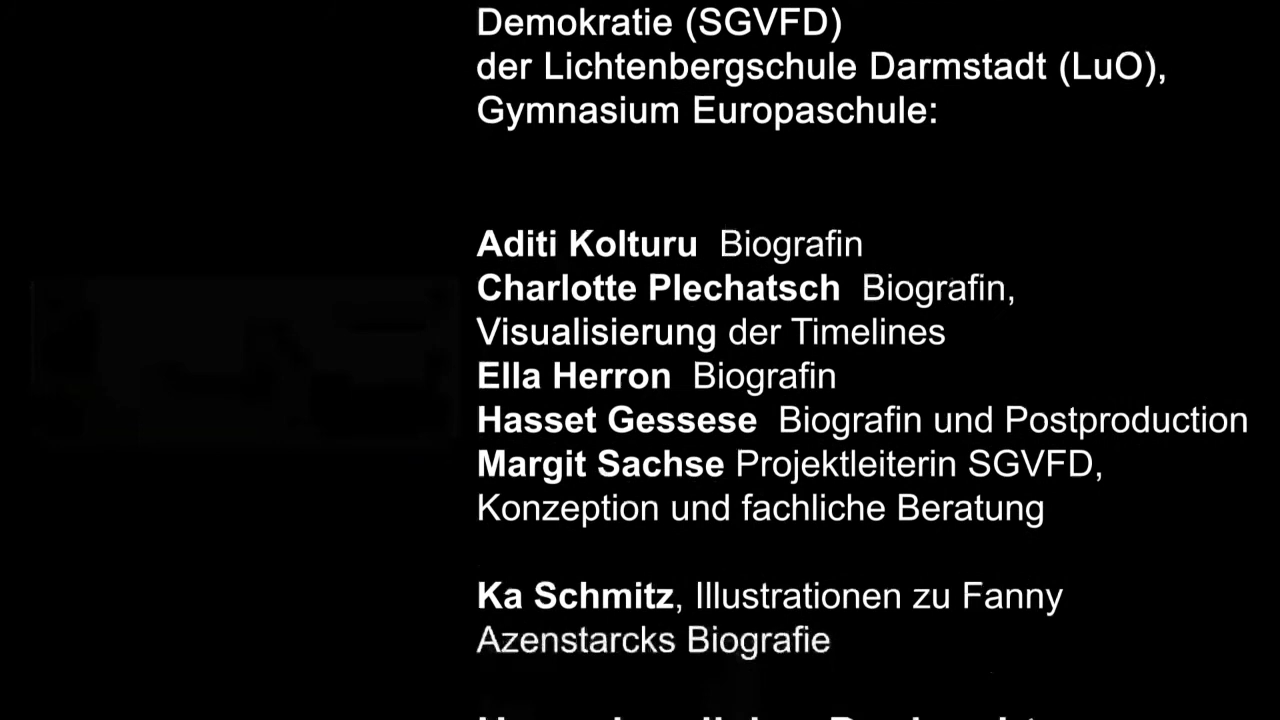 Demokratie (SGVFD)
der Lichtenbergschule Darmstadt (LuO),
Gymnasium Europaschule:
Aditi Kolturu Biografin
Charlotte Plechatsch Biografin,
Visualisierung der Timelines
Ella Herron Biografin
Hasset Gessese Biografin und Postproduction
Margit Sachse Projektleiterin SGVFD,
Konzeption und fachliche Beratung
Ka Schmitz, Illustrationen zu Fanny
Azenstarcks Biografie